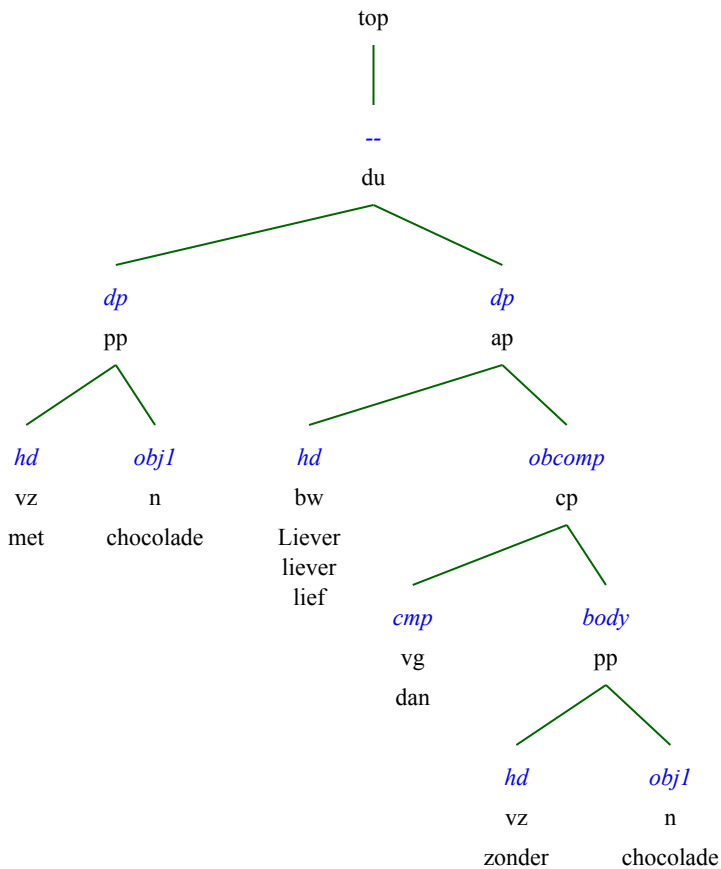 top
--
du
dp dp
pp ap
hd obj1 hd obcomp
vz n bw cp
met chocolade Liever
liever
lief
cmp body
vg pp
dan
hd obj1
vz n
zonder chocolade